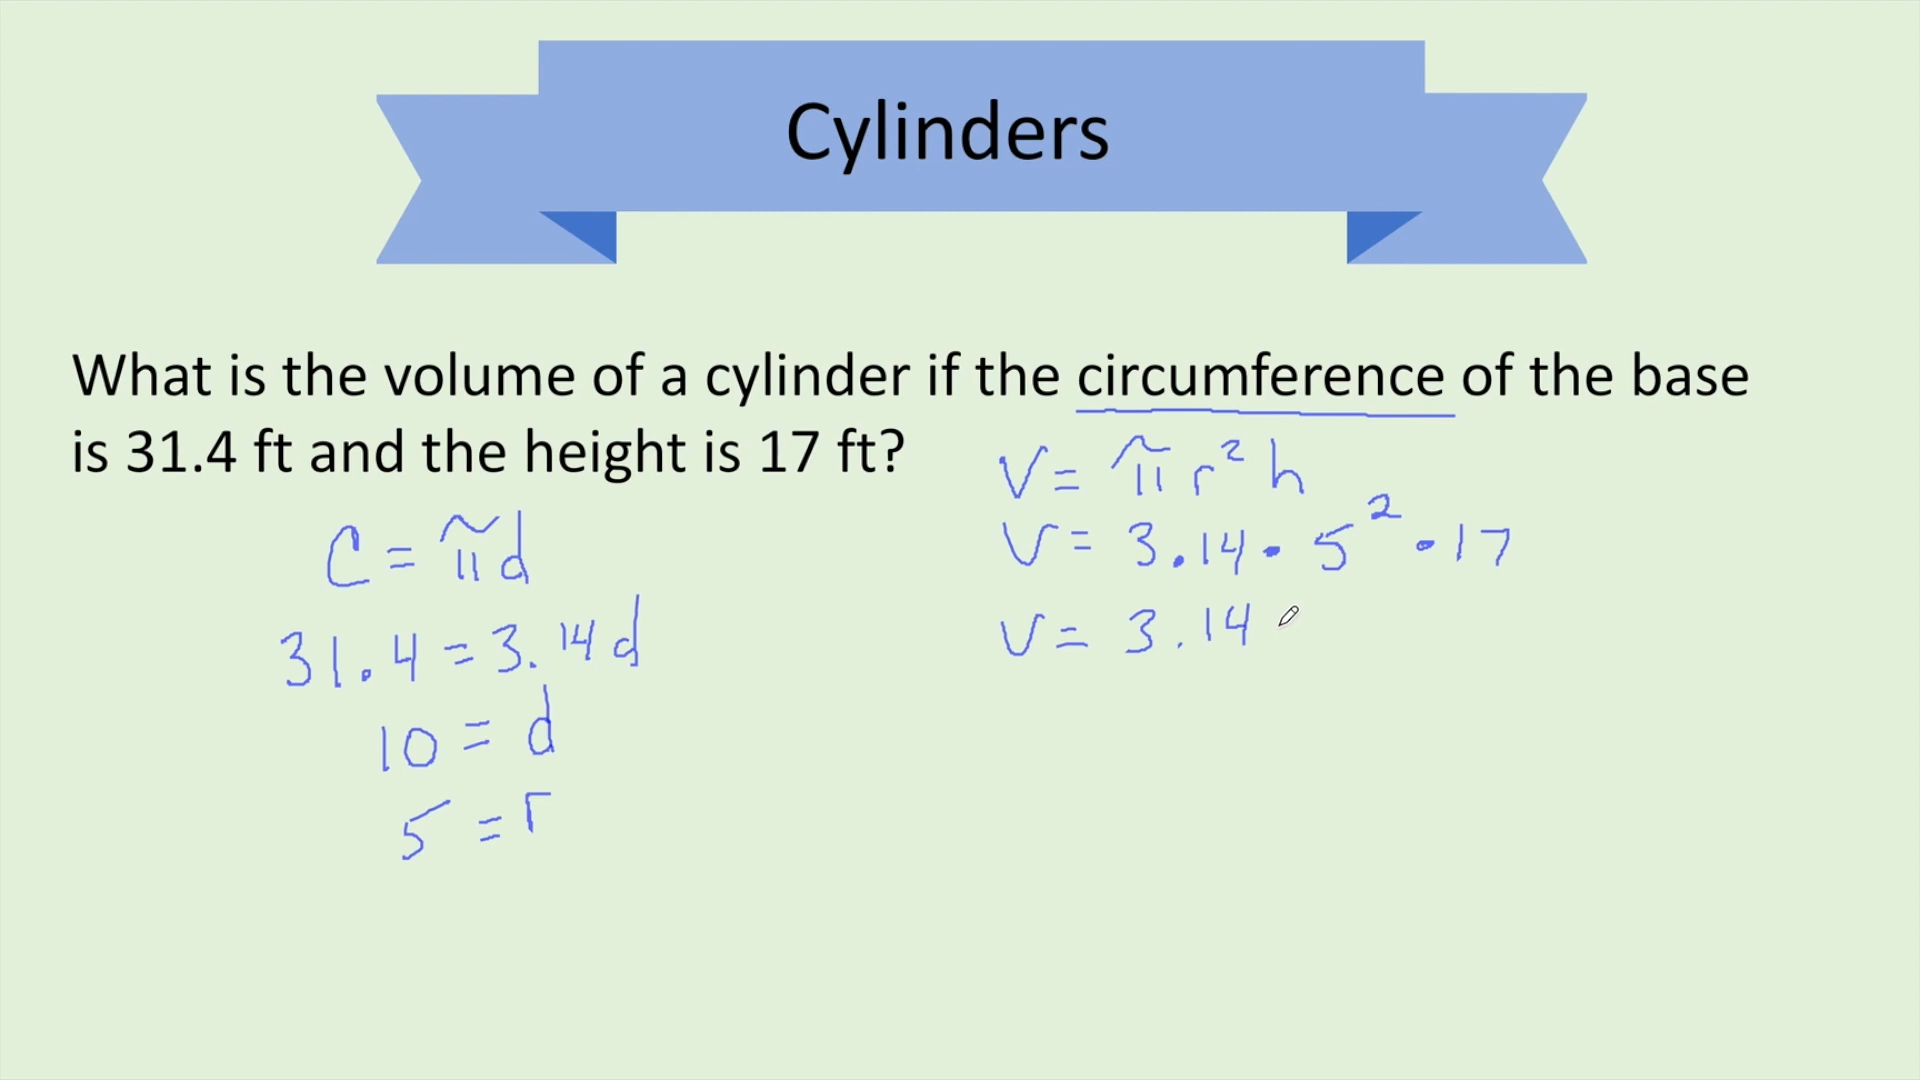 Cylinders
What is the volume of a cylinder if the circumference of the base
is 31.4 ft and the height is 17 ft?
C = πd
31.4 = 3.14d
10 = d
5 = r
V = πr²h
V = 3.14 · 5² · 17
V = 3.14